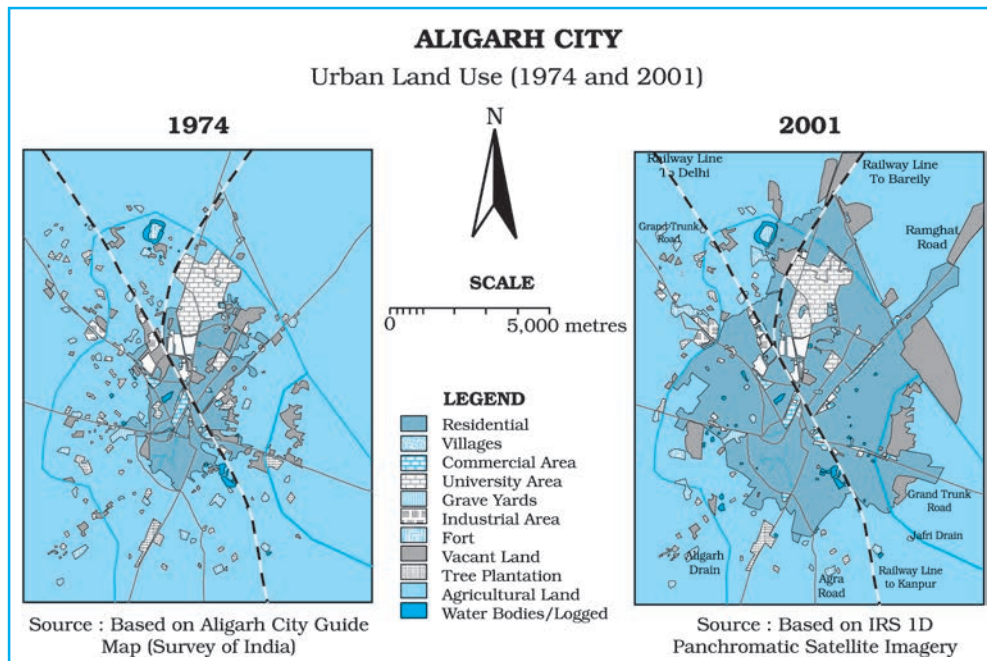 ALIGARH CITY
Urban Land Use (1974 and 2001)
1974
N
SCALE
0
5,000 metres
LEGEND
Residential
Villages
Commercial Area
University Area
Grave Yards
Industrial Area
Fort
Vacant Land
Tree Plantation
Agricultural Land
Water Bodies/Logged
Source : Based on Aligarh City Guide
Map (Survey of India)
2001
Railway Line
To Delhi
Railway Line
To Bareily
Grand Trunk
Road
Ramghat
Road
Grand Trunk
Road
Jafri Drain
Aligarh
Drain
Agra
Road
Railway Line
to Kanpur
Source : Based on IRS 1D
Panchromatic Satellite Imagery